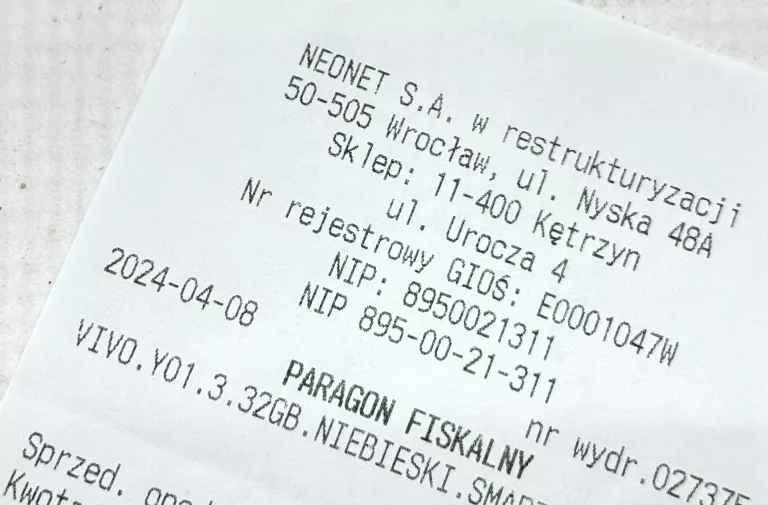 NEONET S.A. w restrukturyzacji
50-505 Wrocław, ul. Nyska 48A
Sklep: 11-400 Kętrzyn
ul. Urocza 4
Nr rejestrowy GIOŚ: E0001047W
NIP: 8950021311
NIP 895-00-21-311
2024-04-08 nr wydr.027375
PARAGON FISKALNY
VIVO.Y01.3.32GB.NIEBIESKI.SMAR
Sprzed.